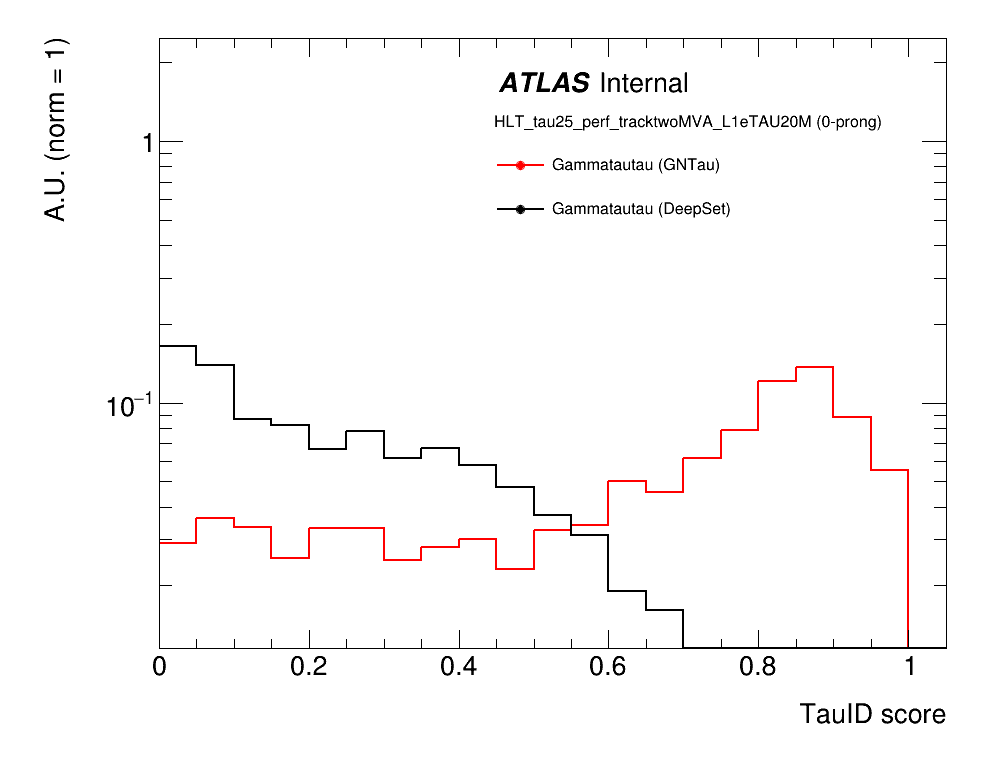 A.U. (norm = 1)
ATLAS Internal
HLT_tau25_perf_tracktwoMVA_L1eTAU20M (0-prong)
Gammatautau (GNTau)
Gammatautau (DeepSet)
1
10⁻¹
0 0.2 0.4 0.6 0.8 1
TauID score